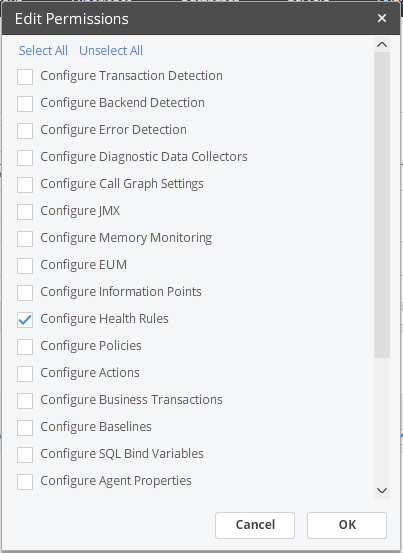 Edit Permissions
Select All Unselect All
Configure Transaction Detection
Configure Backend Detection
Configure Error Detection
Configure Diagnostic Data Collectors
Configure Call Graph Settings
Configure JMX
Configure Memory Monitoring
Configure EUM
Configure Information Points
Configure Health Rules
Configure Policies
Configure Actions
Configure Business Transactions
Configure Baselines
Configure SQL Bind Variables
Configure Agent Properties
Cancel OK